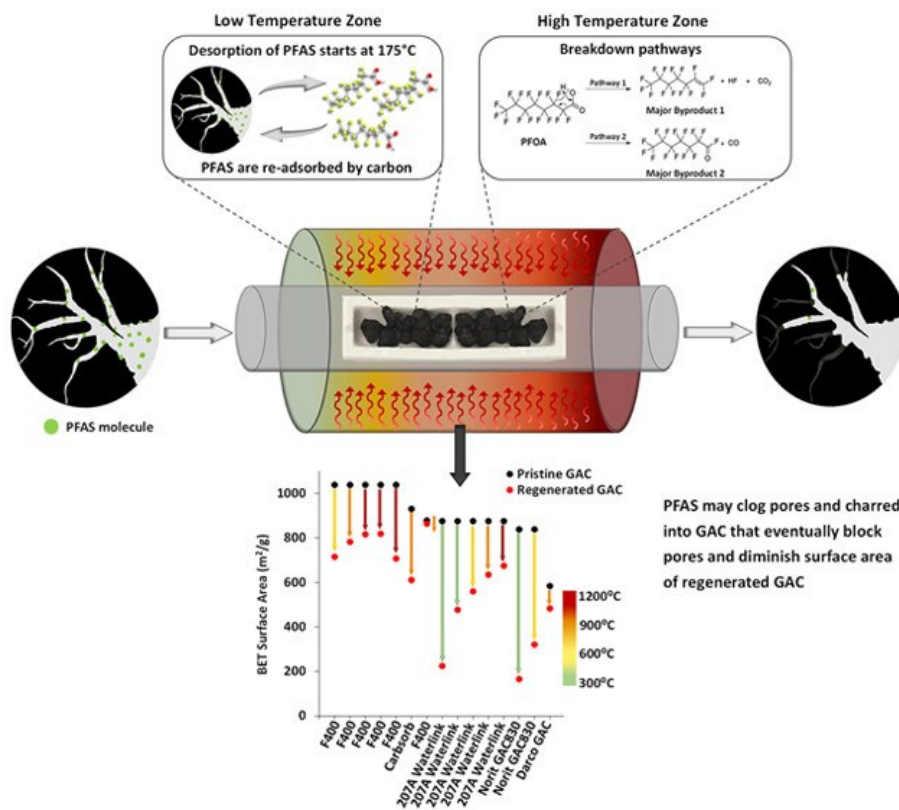 Low Temperature Zone
High Temperature Zone
Desorption of PFAS starts at 175°C
PFAS are re-adsorbed by carbon
Breakdown pathways
PFOA
Pathway 1
+ HF + CO₂
Major Byproduct 1
Pathway 2
+ CO
Major Byproduct 2
PFAS molecule
Pristine GAC
Regenerated GAC
BET Surface Area (m²/g)
1000
800
600
400
200
0
F400
F400
F400
F400
F400
Carbsorb
F400
207A Waterlink
207A Waterlink
207A Waterlink
207A Waterlink
207A Waterlink
Norit GAC830
Norit GAC830
Darco GAC
1200°C
900°C
600°C
300°C
PFAS may clog pores and charred
into GAC that eventually block
pores and diminish surface area
of regenerated GAC